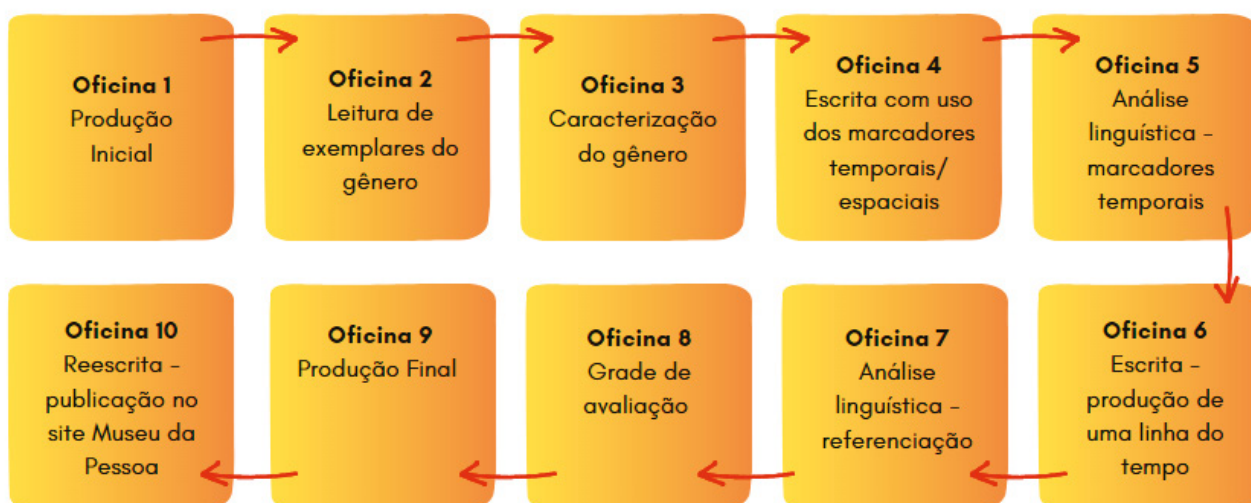 Oficina 1
Produção
Inicial
Oficina 2
Leitura de
exemplares do
gênero
Oficina 3
Caracterização
do gênero
Oficina 4
Escrita com uso
dos marcadores
temporais/
espaciais
Oficina 5
Análise
linguística -
marcadores
temporais
Oficina 6
Escrita -
produção de
uma linha do
tempo
Oficina 7
Análise
linguística -
referenciação
Oficina 8
Grade de
avaliação
Oficina 9
Produção Final
Oficina 10
Reescrita -
publicação no
site Museu da
Pessoa